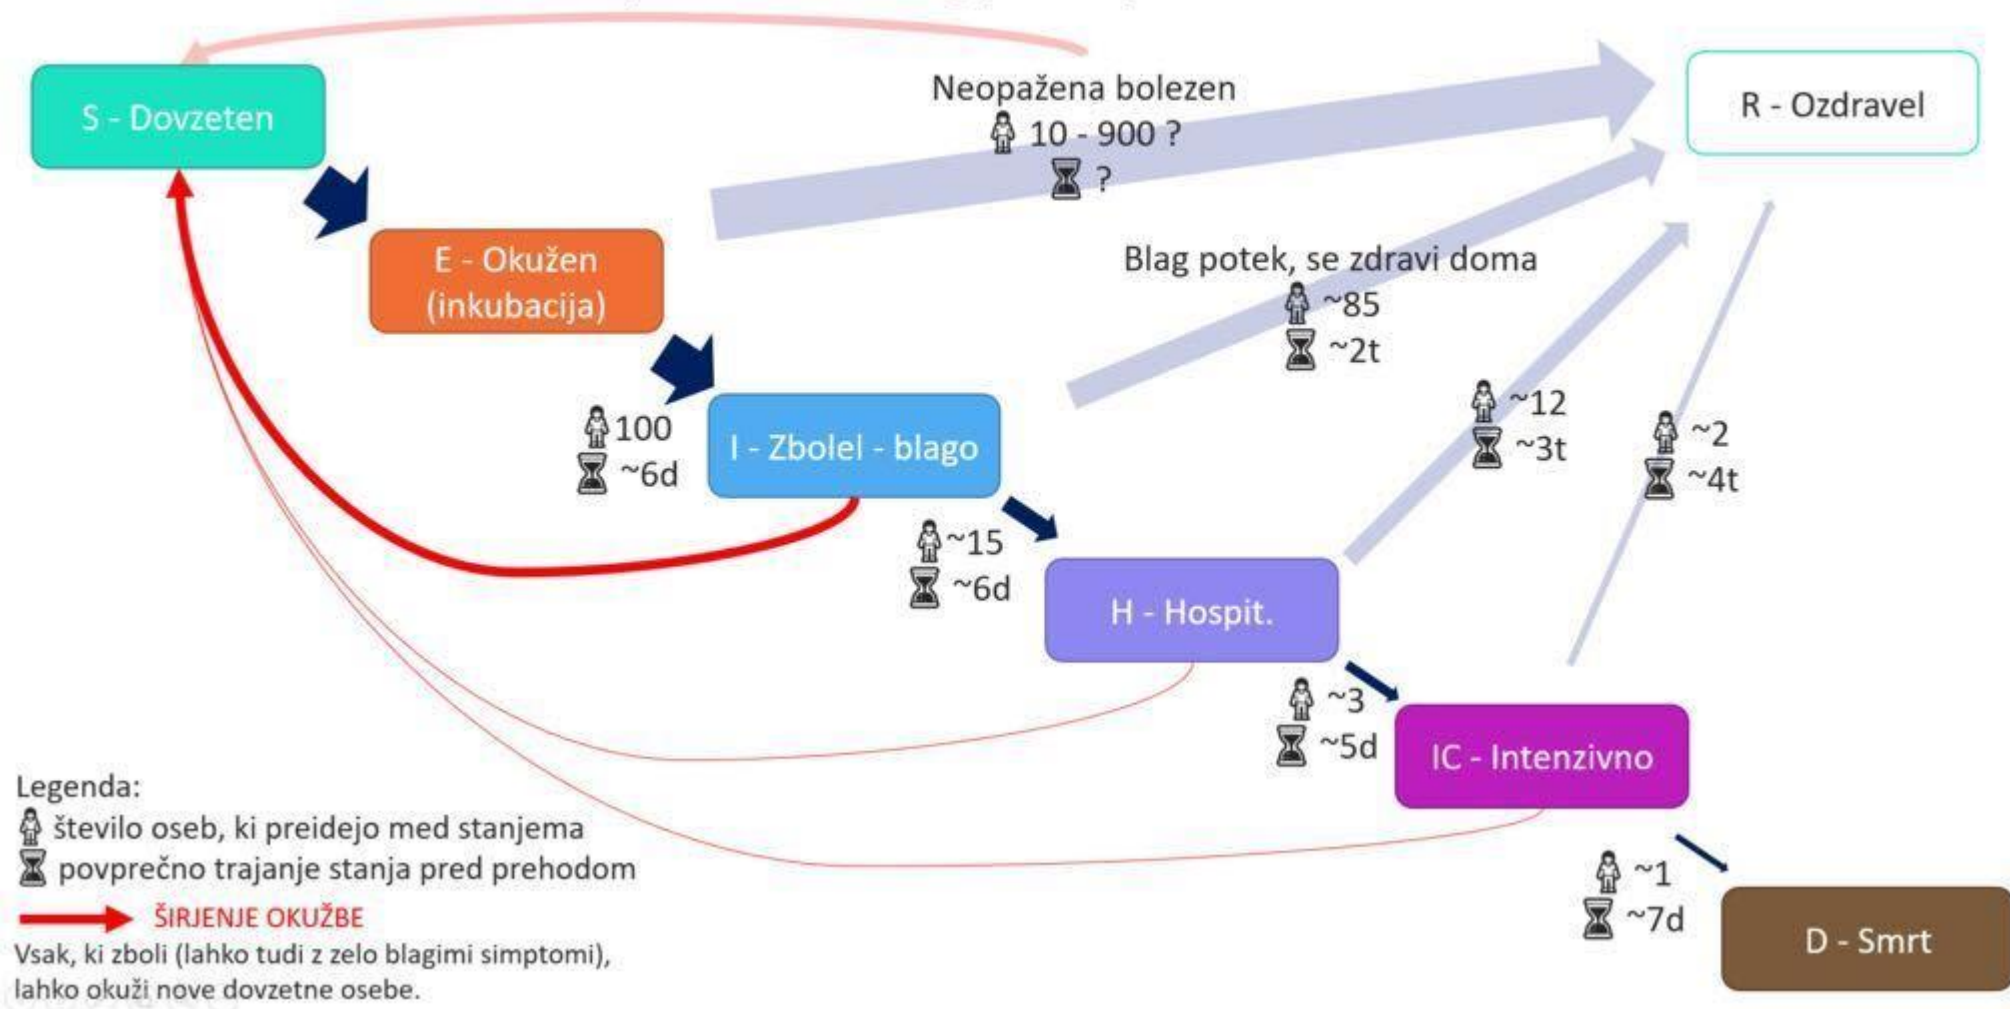 S - Dovzeten
Neopažena bolezen
10 - 900 ?
?
R - Ozdravel
E - Okužen
(inkubacija)
Blag potek, se zdravi doma
~85
~2t
100
~6d
I - Zbolel - blago
~12
~3t
~2
~4t
~15
~6d
H - Hospit.
~3
~5d
IC - Intenzivno
~1
~7d
D - Smrt
Legenda:
število oseb, ki preidejo med stanjema
povprečno trajanje stanja pred prehodom
ŠIRJENJE OKUŽBE
Vsak, ki zboli (lahko tudi z zelo blagimi simptomi),
lahko okuži nove dovzetne osebe.